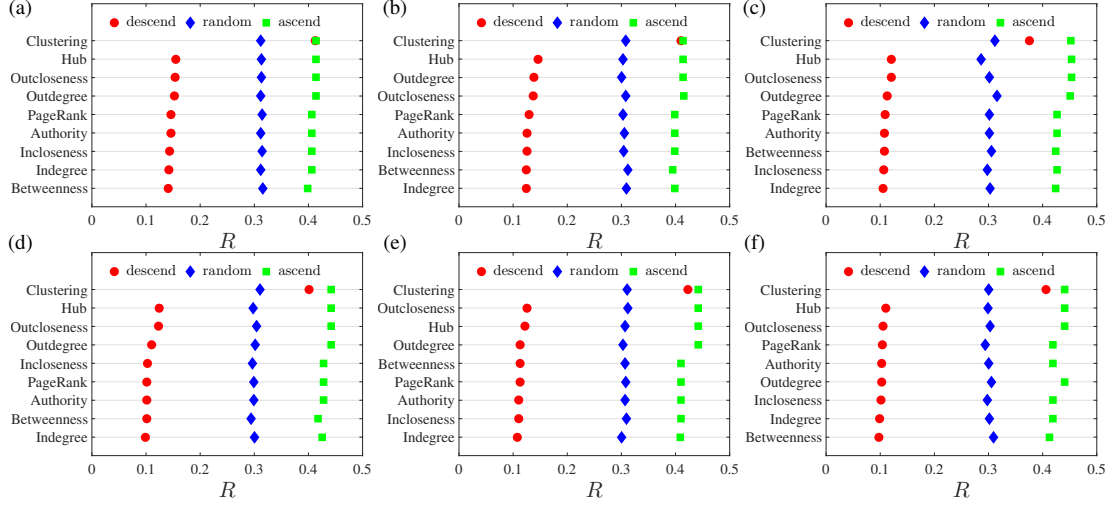 (a)
descend random ascend
Clustering
Hub
Outcloseness
Outdegree
PageRank
Authority
Incloseness
Indegree
Betweenness
0 0.1 0.2 0.3 0.4 0.5
R
(b)
descend random ascend
Clustering
Hub
Outdegree
Outcloseness
PageRank
Authority
Incloseness
Betweenness
Indegree
0 0.1 0.2 0.3 0.4 0.5
R
(c)
descend random ascend
Clustering
Hub
Outcloseness
Outdegree
PageRank
Authority
Betweenness
Incloseness
Indegree
0 0.1 0.2 0.3 0.4 0.5
R
(d)
descend random ascend
Clustering
Hub
Outcloseness
Outdegree
Incloseness
PageRank
Authority
Betweenness
Indegree
0 0.1 0.2 0.3 0.4 0.5
R
(e)
descend random ascend
Clustering
Outcloseness
Hub
Outdegree
Betweenness
PageRank
Authority
Incloseness
Indegree
0 0.1 0.2 0.3 0.4 0.5
R
(f)
descend random ascend
Clustering
Hub
Outcloseness
PageRank
Authority
Outdegree
Incloseness
Indegree
Betweenness
0 0.1 0.2 0.3 0.4 0.5
R